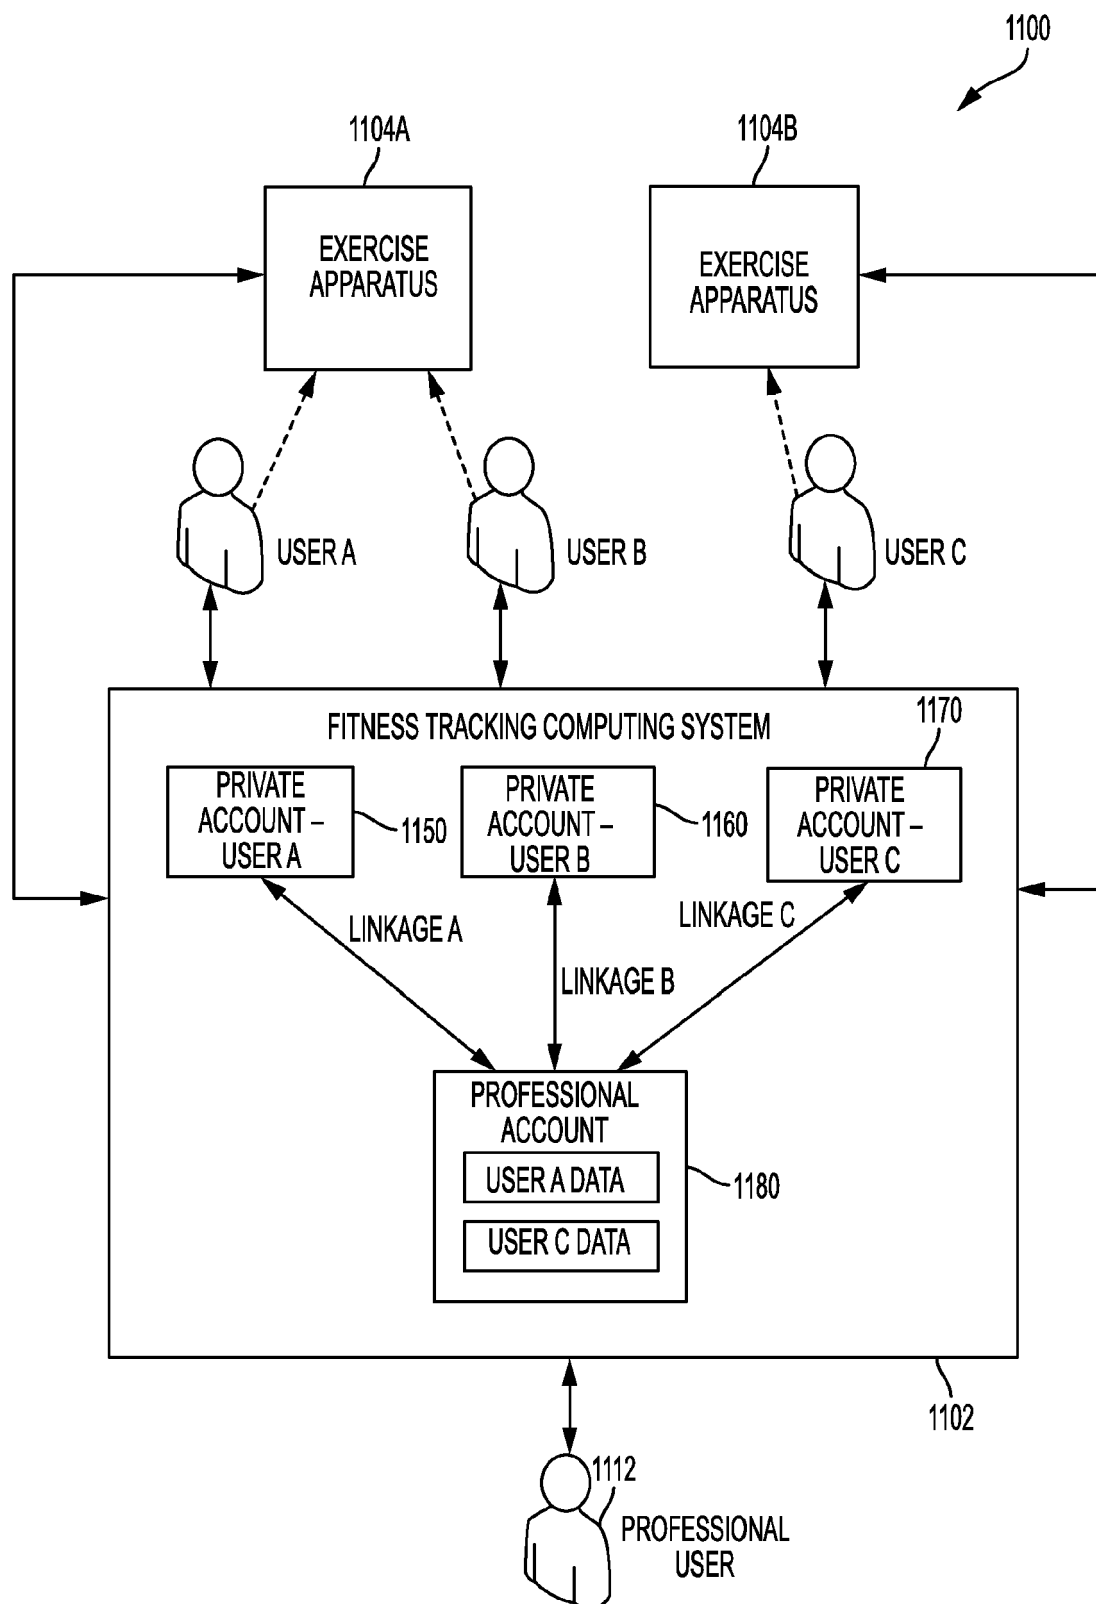 1100
1104A
1104B
EXERCISE
APPARATUS
EXERCISE
APPARATUS
USER A
USER B
USER C
FITNESS TRACKING COMPUTING SYSTEM
1170
PRIVATE
ACCOUNT –
USER A
1150
PRIVATE
ACCOUNT –
USER B
1160
PRIVATE
ACCOUNT –
USER C
LINKAGE A
LINKAGE B
LINKAGE C
PROFESSIONAL
ACCOUNT
USER A DATA
USER C DATA
1180
1102
1112
PROFESSIONAL
USER